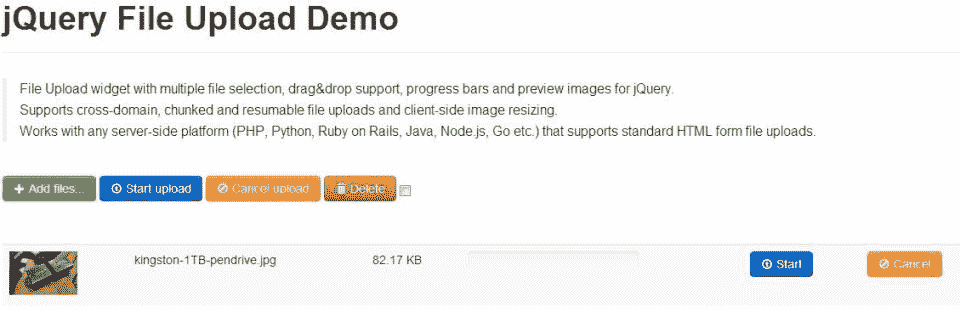 jQuery File Upload Demo
File Upload widget with multiple file selection, drag&drop support, progress bars and preview images for jQuery.
Supports cross-domain, chunked and resumable file uploads and client-side image resizing.
Works with any server-side platform (PHP, Python, Ruby on Rails, Java, Node.js, Go etc.) that supports standard HTML form file uploads.
+ Add files... Start upload Cancel upload Delete
kingston-1TB-pendrive.jpg 82.17 KB Start Cancel